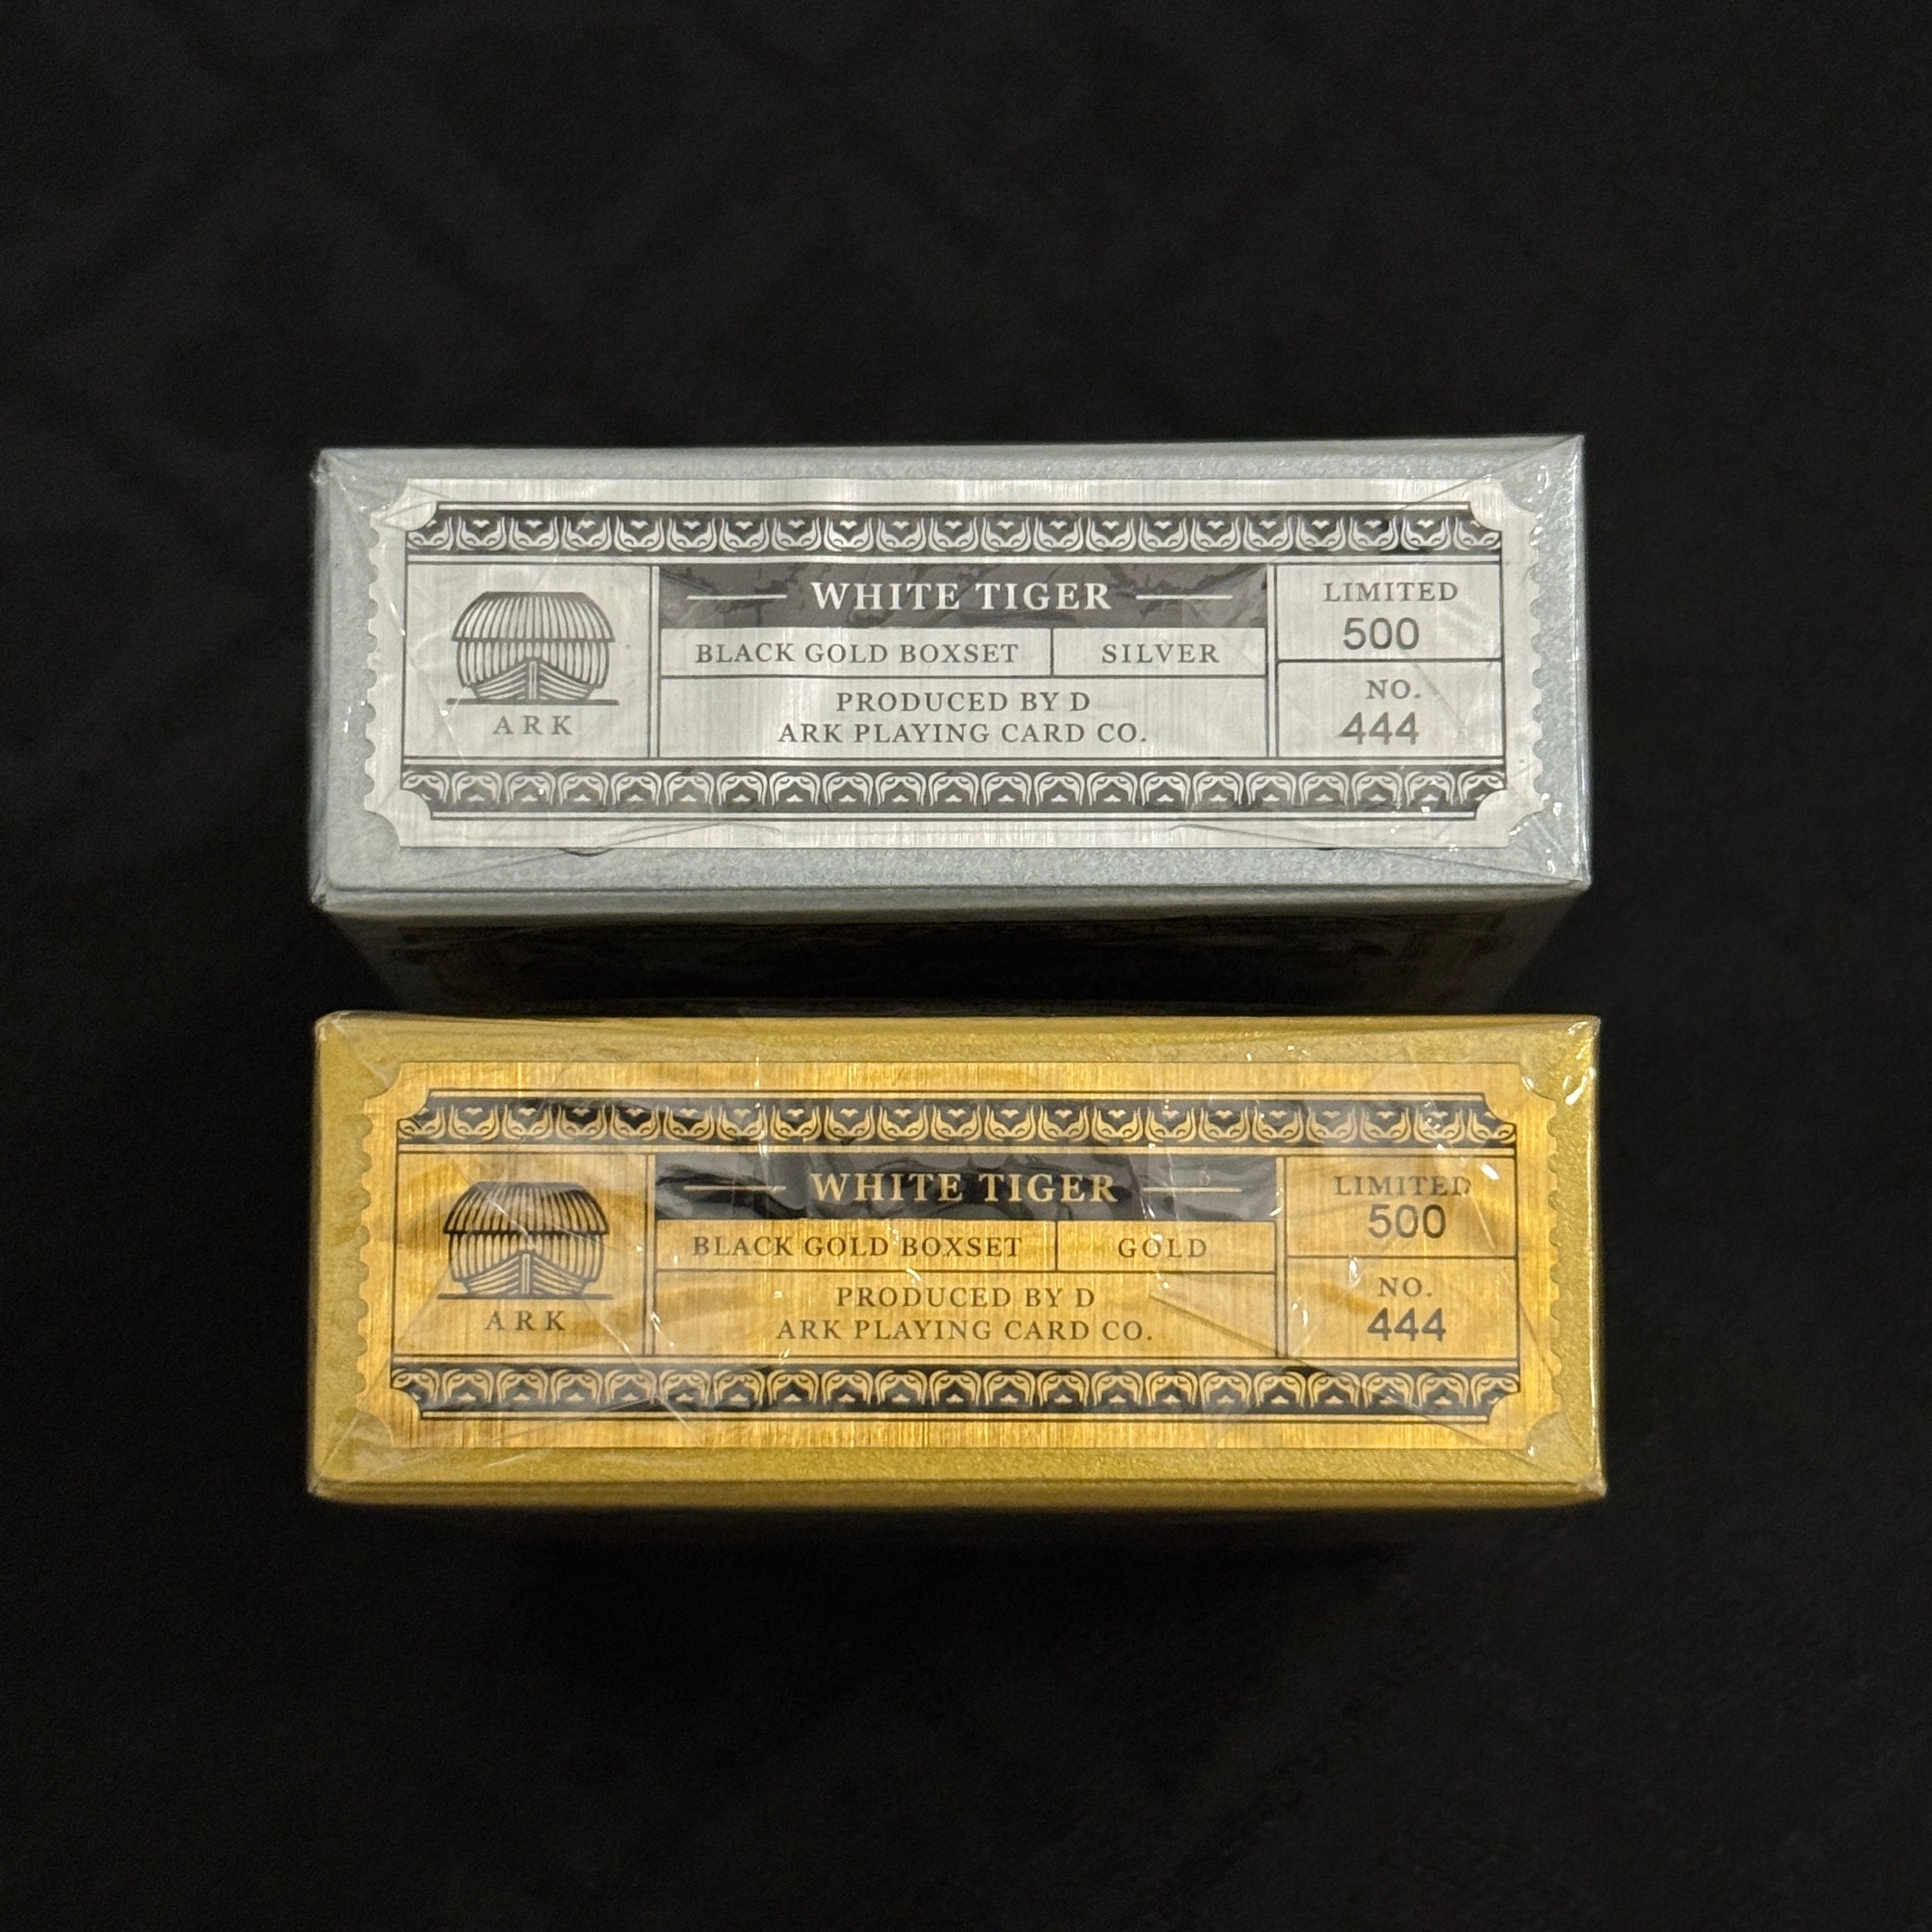 WHITE TIGER
BLACK GOLD BOXSET
SILVER
PRODUCED BY D
ARK PLAYING CARD CO.
ARK
LIMITED
500
NO.
444
WHITE TIGER
BLACK GOLD BOXSET
GOLD
PRODUCED BY D
ARK PLAYING CARD CO.
ARK
LIMITED
500
NO.
444